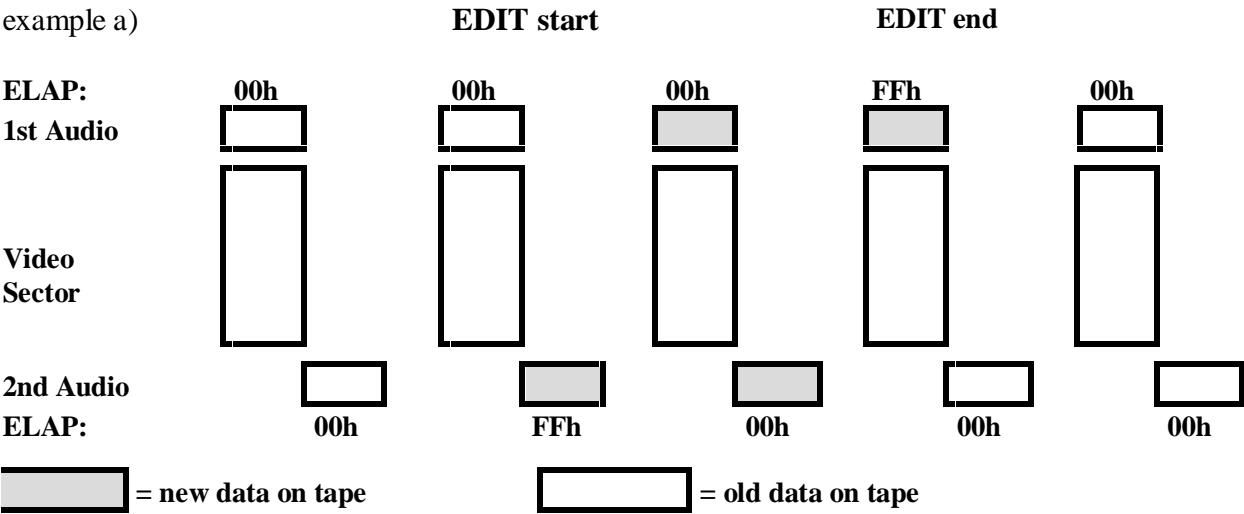 example a) EDIT start EDIT end
ELAP: 00h 00h 00h FFh 00h
1st Audio
Video
Sector
2nd Audio
ELAP: 00h FFh 00h 00h 00h
= new data on tape = old data on tape